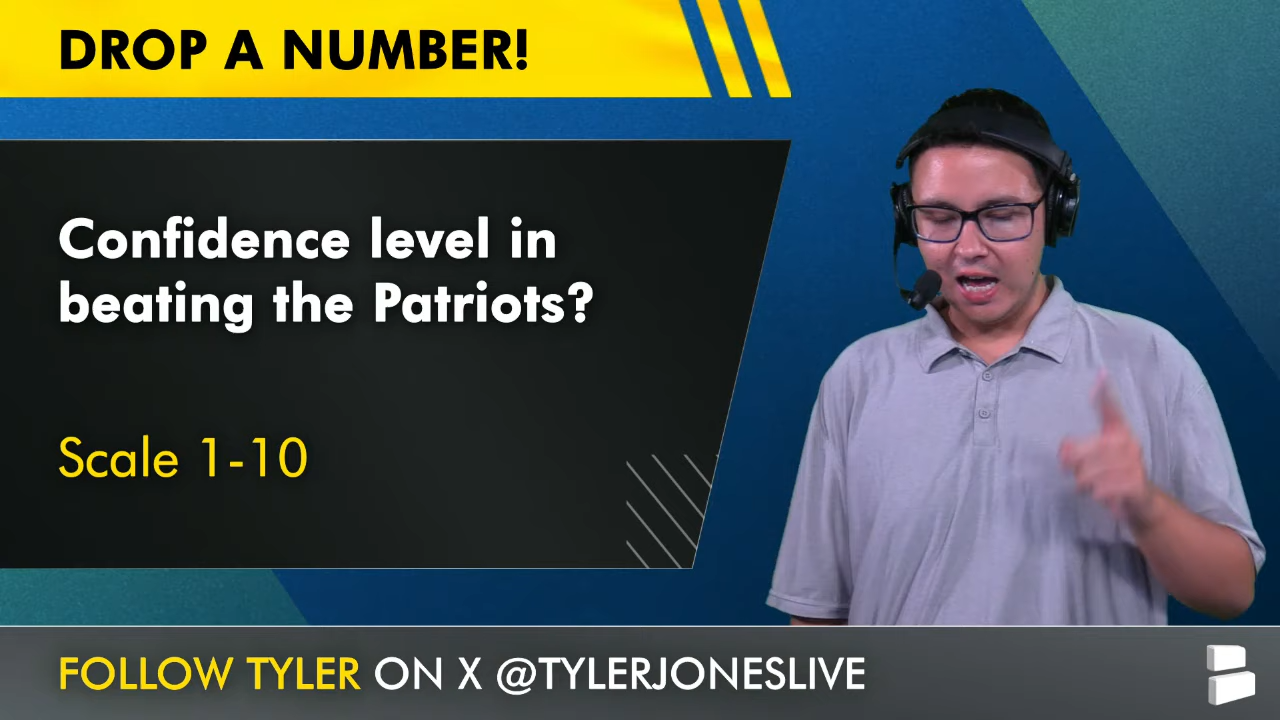 DROP A NUMBER!
Confidence level in
beating the Patriots?
Scale 1-10
FOLLOW TYLER ON X @TYLERJONESLIVE